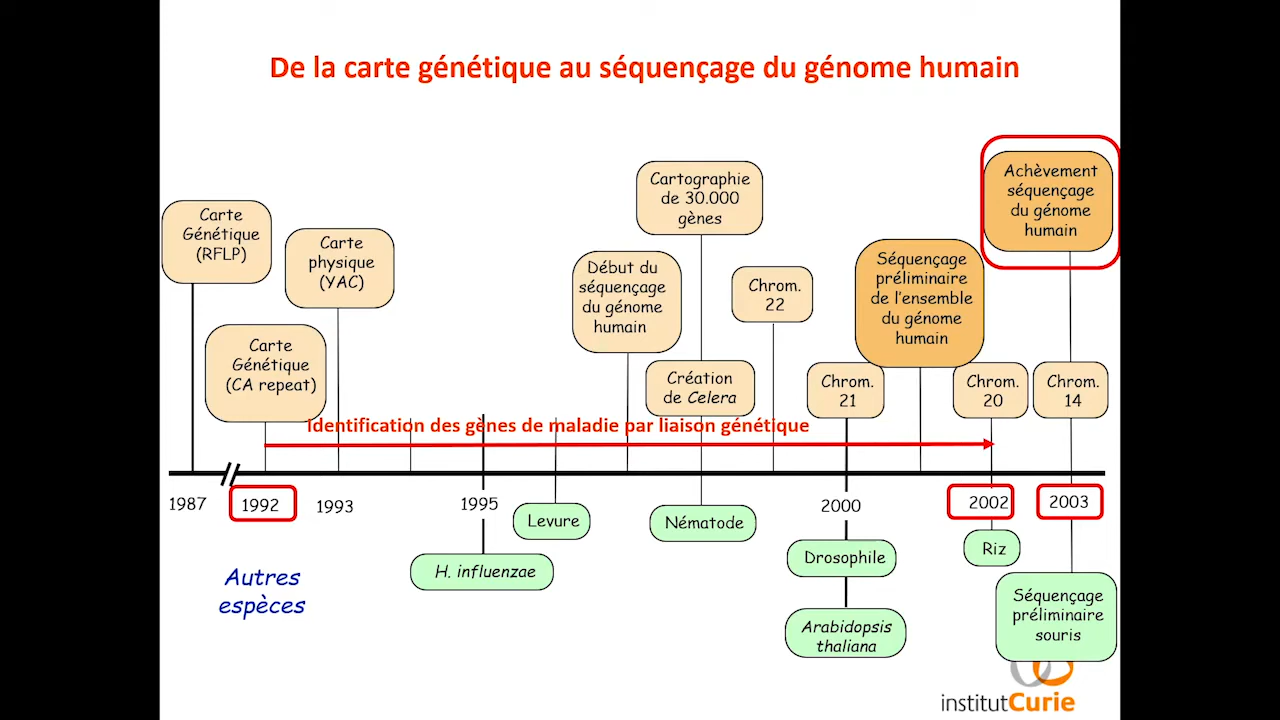 De la carte génétique au séquençage du génome humain
Carte
Génétique
(RFLP)
Carte
Génétique
(CA repeat)
Carte
physique
(YAC)
Début du
séquençage
du génome
humain
Cartographie
de 30.000
gènes
Création
de Celera
Chrom.
22
Chrom.
21
Séquençage
préliminaire
de l'ensemble
du génome
humain
Chrom.
20
Achèvement
séquençage
du génome
humain
Chrom.
14
Identification des gènes de maladie par liaison génétique
1987
1992
1993
1995
2000
2002
2003
Autres
espèces
H. influenzae
Levure
Nématode
Drosophile
Arabidopsis
thaliana
Riz
Séquençage
préliminaire
souris
institutCurie